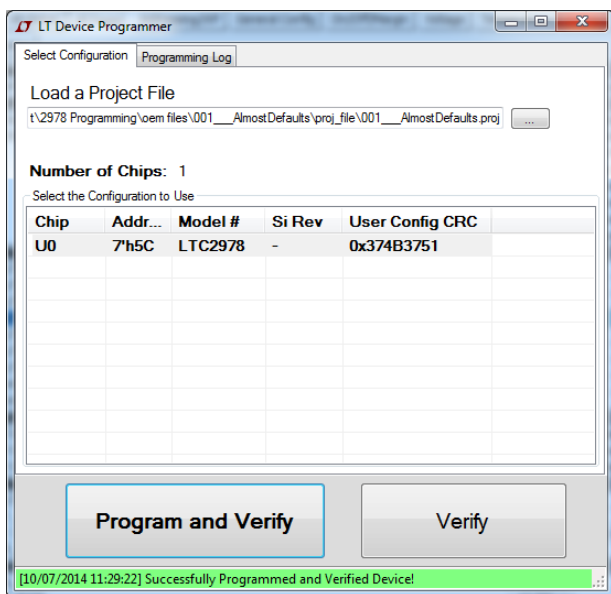 LT Device Programmer
Select Configuration Programming Log
Load a Project File
t\2978 Programming\oem files\001___AlmostDefaults\proj_file\001___AlmostDefaults.proj ...
Number of Chips: 1
Select the Configuration to Use
Chip Addr... Model # Si Rev User Config CRC
U0 7'h5C LTC2978 - 0x374B3751
Program and Verify Verify
[10/07/2014 11:29:22] Successfully Programmed and Verified Device!